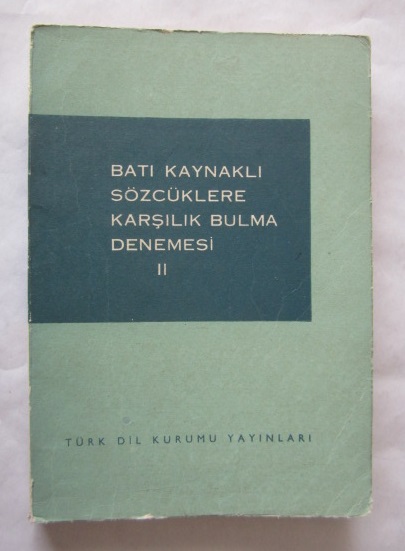 BATI KAYNAKLI
SÖZCÜKLERE
KARŞILIK BULMA
DENEMESİ
II
TÜRK DİL KURUMU YAYINLARI